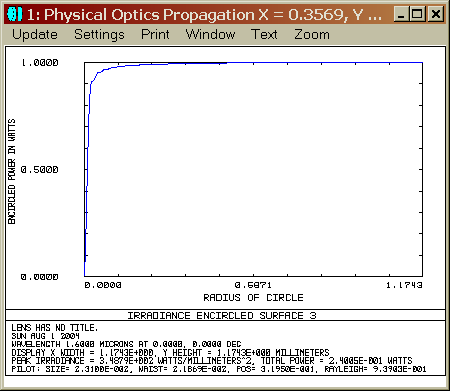 1: Physical Optics Propagation X = 0.3569, Y ...
Update Settings Print Window Text Zoom
1.0000
ENCIRCLED POWER IN WATTS
0.5000
0.0000
0.0000 0.5871 1.1743
RADIUS OF CIRCLE
IRRADIANCE ENCIRCLED SURFACE 3
LENS HAS NO TITLE.
SUN AUG 1 2004
WAVELENGTH 1.6000 MICRONS AT 0.0000, 0.0000 DEG
DISPLAY X WIDTH = 1.1743E+000, Y HEIGHT = 1.1743E+000 MILLIMETERS
PEAK IRRADIANCE = 3.4879E+002 WATTS/MILLIMETERS^2, TOTAL POWER = 2.4005E-001 WATTS
PILOT: SIZE= 2.3100E-002, WAIST= 2.1869E-002, POS= 3.1950E-001, RAYLEIGH= 9.3903E-001